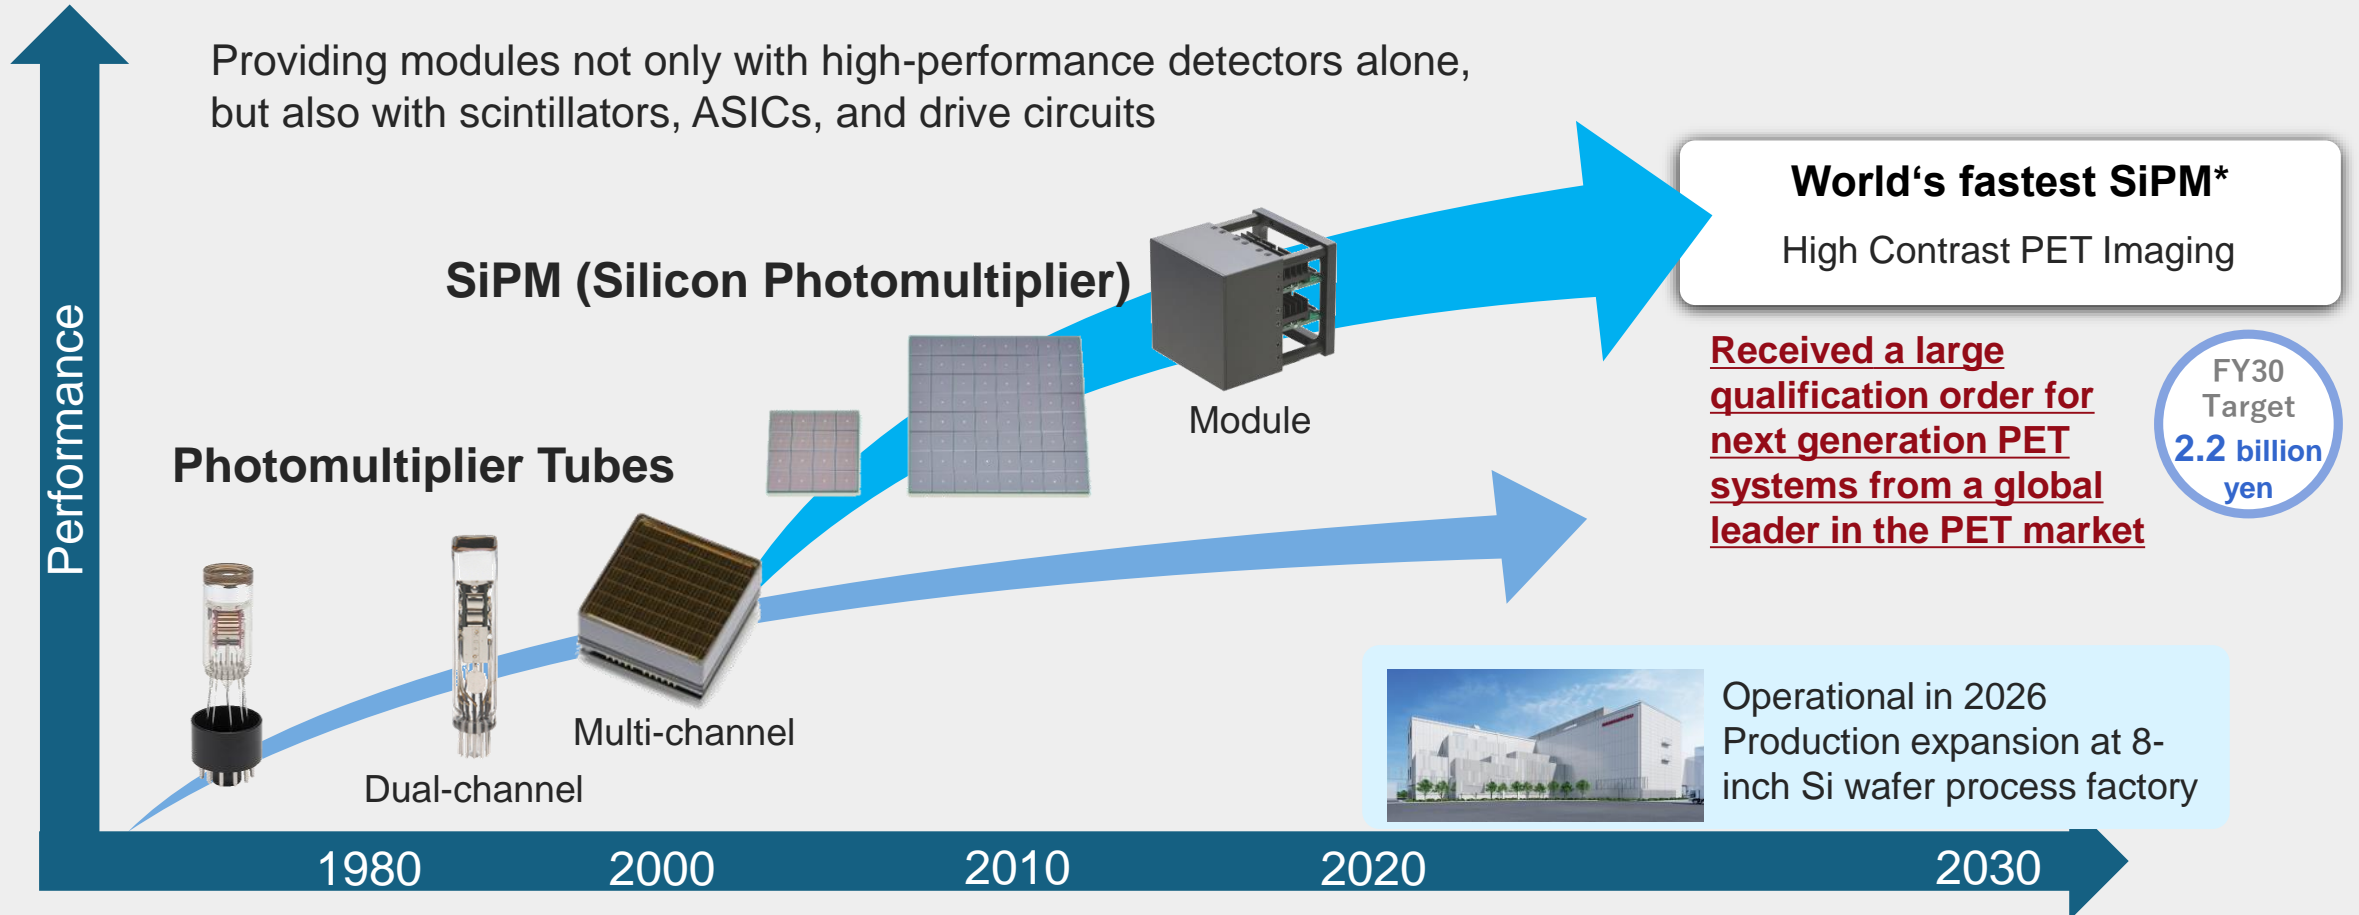 Providing modules not only with high-performance detectors alone,
but also with scintillators, ASICs, and drive circuits
World‘s fastest SiPM*
High Contrast PET Imaging
SiPM (Silicon Photomultiplier)
Module
Received a large
qualification order for
next generation PET
systems from a global
leader in the PET market
FY30
Target
2.2 billion
yen
Performance
Photomultiplier Tubes
Multi-channel
Dual-channel
Operational in 2026
Production expansion at 8-
inch Si wafer process factory
1980
2000
2010
2020
2030